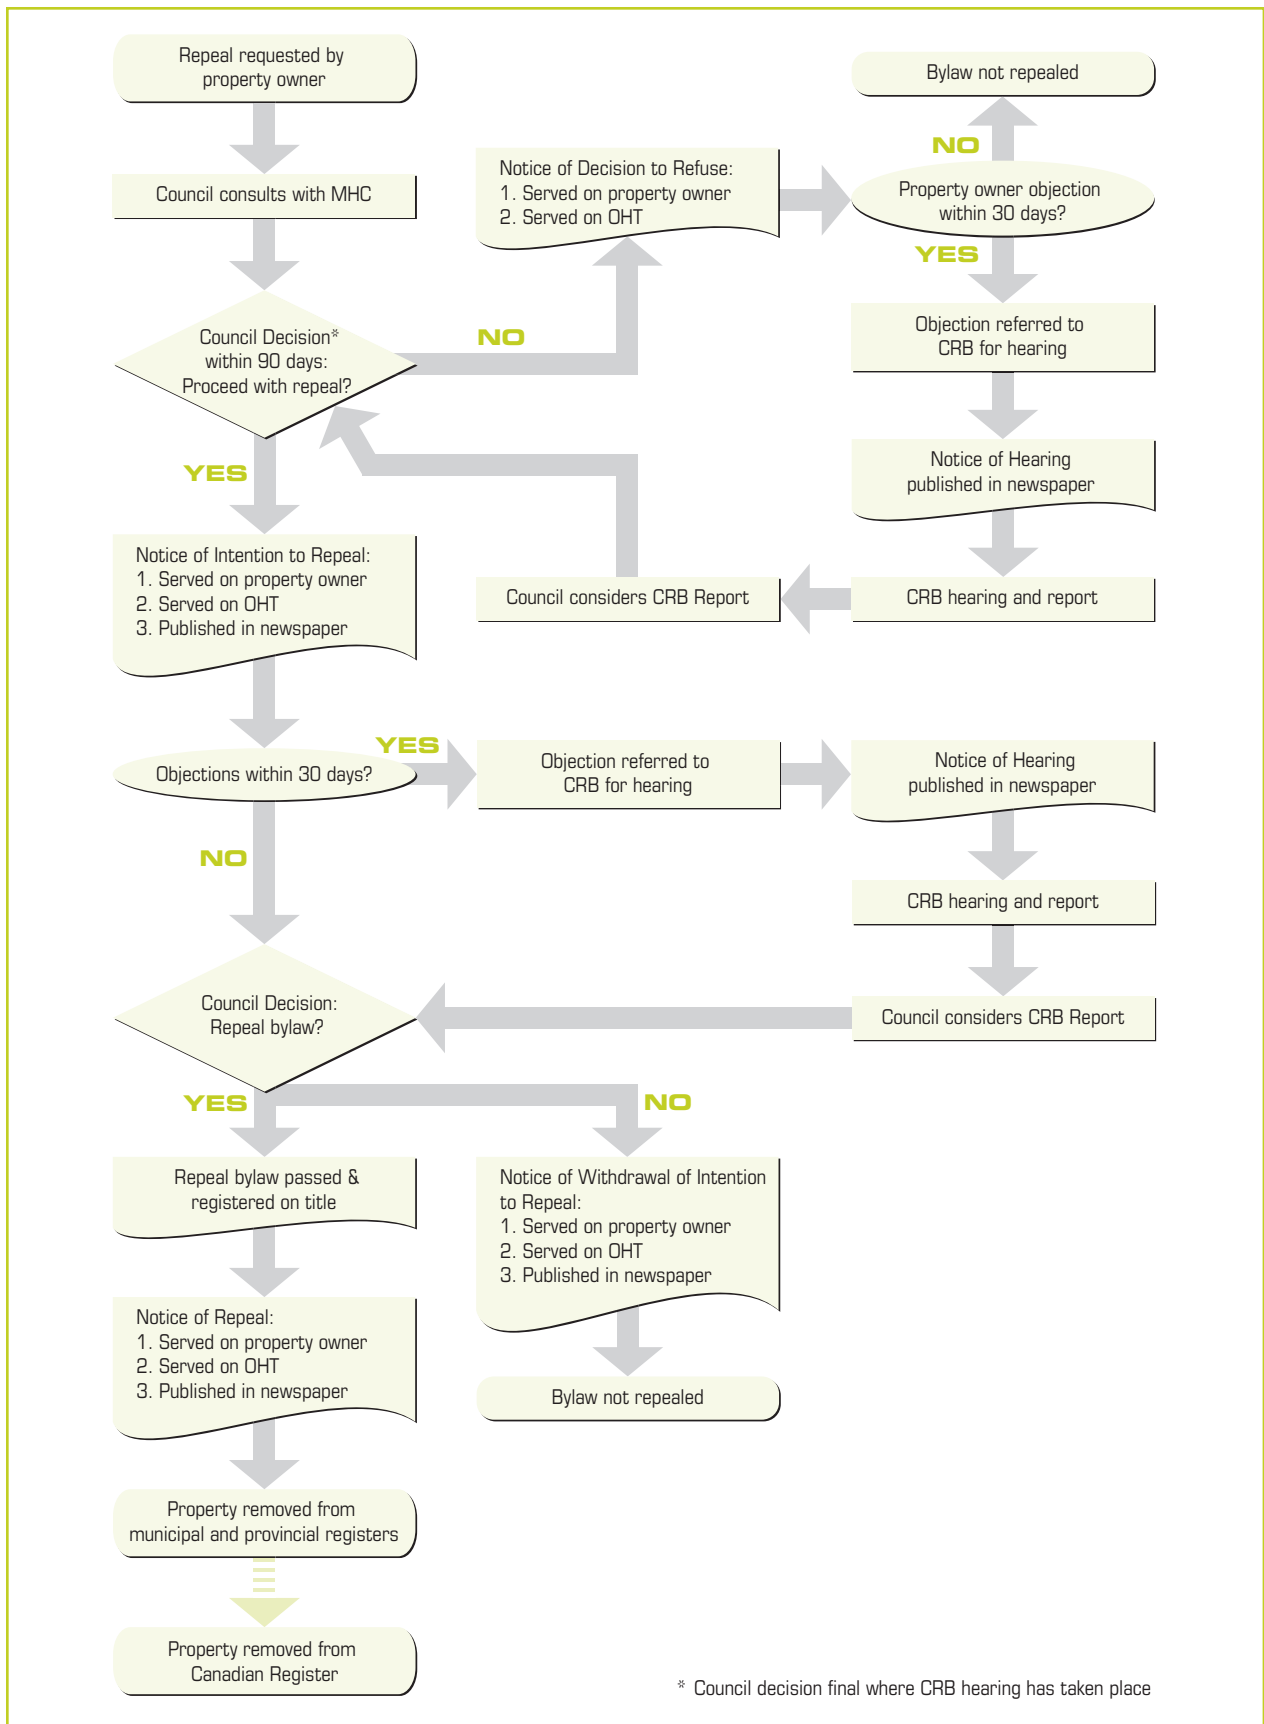 Repeal requested by
property owner
Council consults with MHC
Council Decision*
within 90 days:
Proceed with repeal?
NO
Notice of Decision to Refuse:
1. Served on property owner
2. Served on OHT
Property owner objection
within 30 days?
NO
Bylaw not repealed
YES
Objection referred to
CRB for hearing
Notice of Hearing
published in newspaper
CRB hearing and report
Council considers CRB Report
YES
Notice of Intention to Repeal:
1. Served on property owner
2. Served on OHT
3. Published in newspaper
Objections within 30 days?
YES
Objection referred to
CRB for hearing
Notice of Hearing
published in newspaper
CRB hearing and report
Council considers CRB Report
NO
Council Decision:
Repeal bylaw?
YES
Repeal bylaw passed &
registered on title
Notice of Repeal:
1. Served on property owner
2. Served on OHT
3. Published in newspaper
Property removed from
municipal and provincial registers
Property removed from
Canadian Register
NO
Notice of Withdrawal of Intention
to Repeal:
1. Served on property owner
2. Served on OHT
3. Published in newspaper
Bylaw not repealed
* Council decision final where CRB hearing has taken place